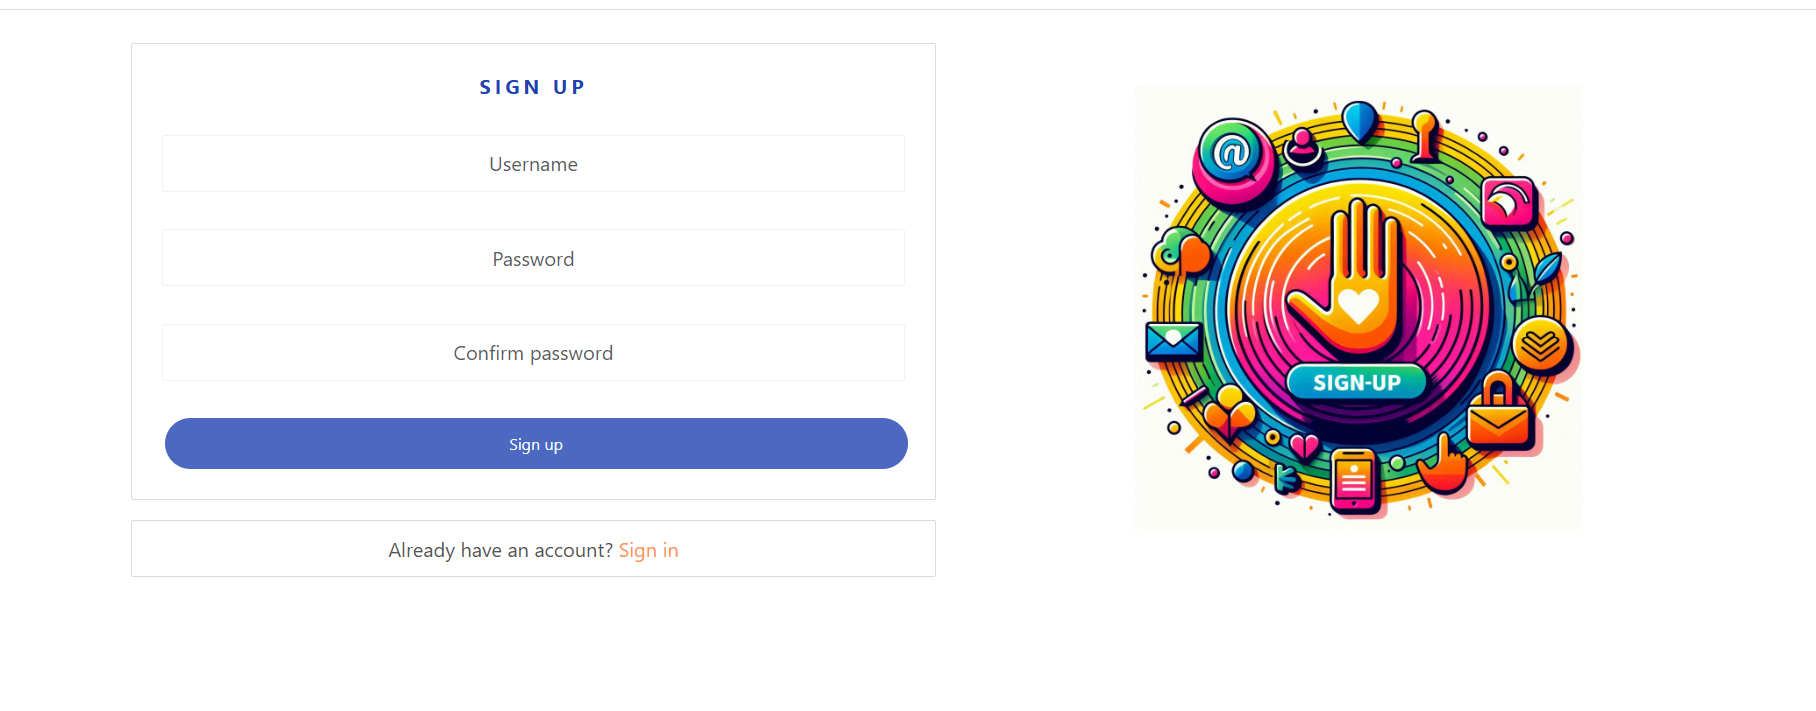 SIGN UP
Username
Password
Confirm password
Sign up
Already have an account? Sign in
@
SIGN-UP